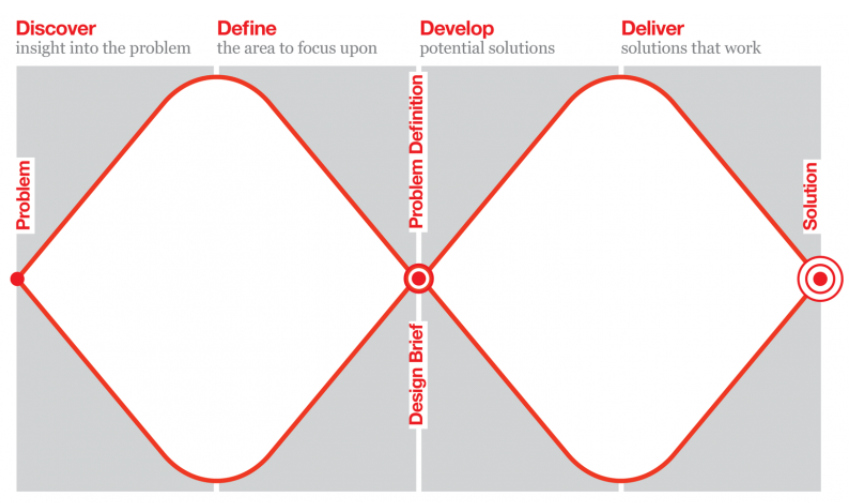 Discover
insight into the problem
Define
the area to focus upon
Develop
potential solutions
Deliver
solutions that work
Problem
Problem Definition
Design Brief
Solution